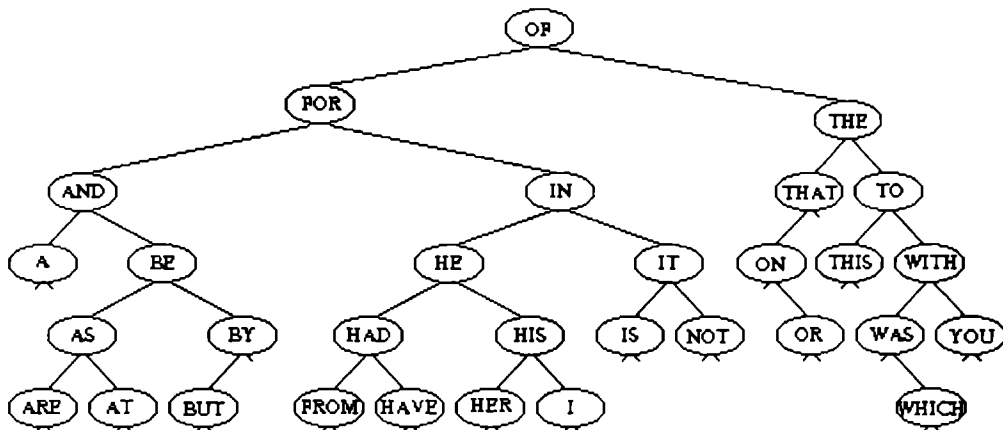 OF
FOR
THE
AND IN THAT TO
A BE HE IT ON THIS WITH
AS BY HAD HIS IS NOT OR WAS YOU
ARE AT BUT FROM HAVE HER I WHICH